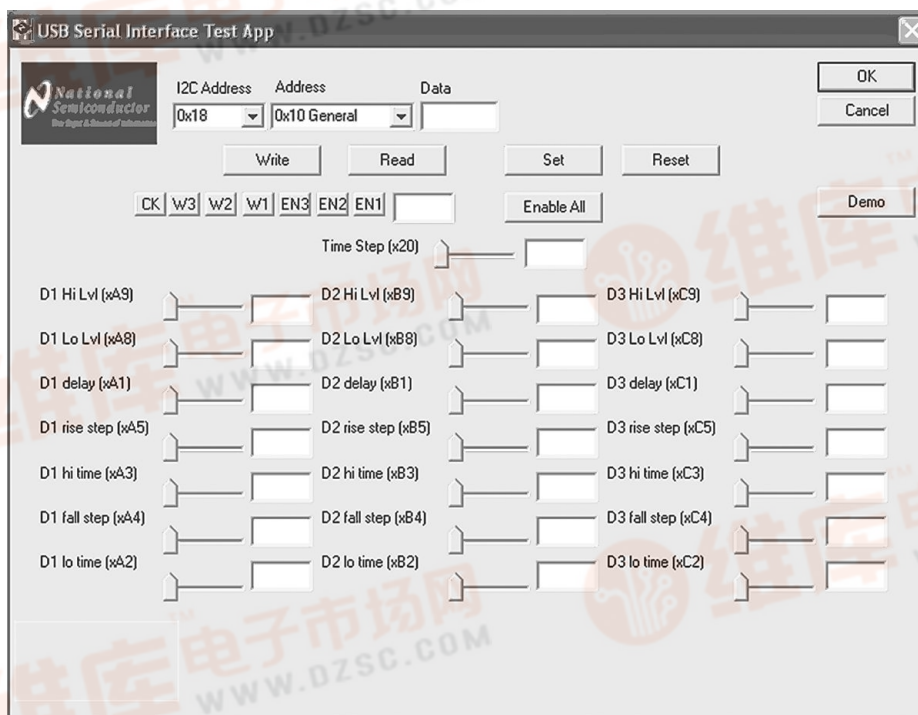 USB Serial Interface Test App
National
Semiconductor
The Sight & Sound of Information
I2C Address Address Data
0x18 0x10 General
OK
Cancel
Write Read Set Reset
CK W3 W2 W1 EN3 EN2 EN1 Enable All Demo
Time Step (x20)
D1 Hi Lvl (xA9) D2 Hi Lvl (xB9) D3 Hi Lvl (xC9)
D1 Lo Lvl (xA8) D2 Lo Lvl (xB8) D3 Lo Lvl (xC8)
D1 delay (xA1) D2 delay (xB1) D3 delay (xC1)
D1 rise step (xA5) D2 rise step (xB5) D3 rise step (xC5)
D1 hi time (xA3) D2 hi time (xB3) D3 hi time (xC3)
D1 fall step (xA4) D2 fall step (xB4) D3 fall step (xC4)
D1 lo time (xA2) D2 lo time (xB2) D3 lo time (xC2)
维库电子市场网
WWW.DZSC.COM